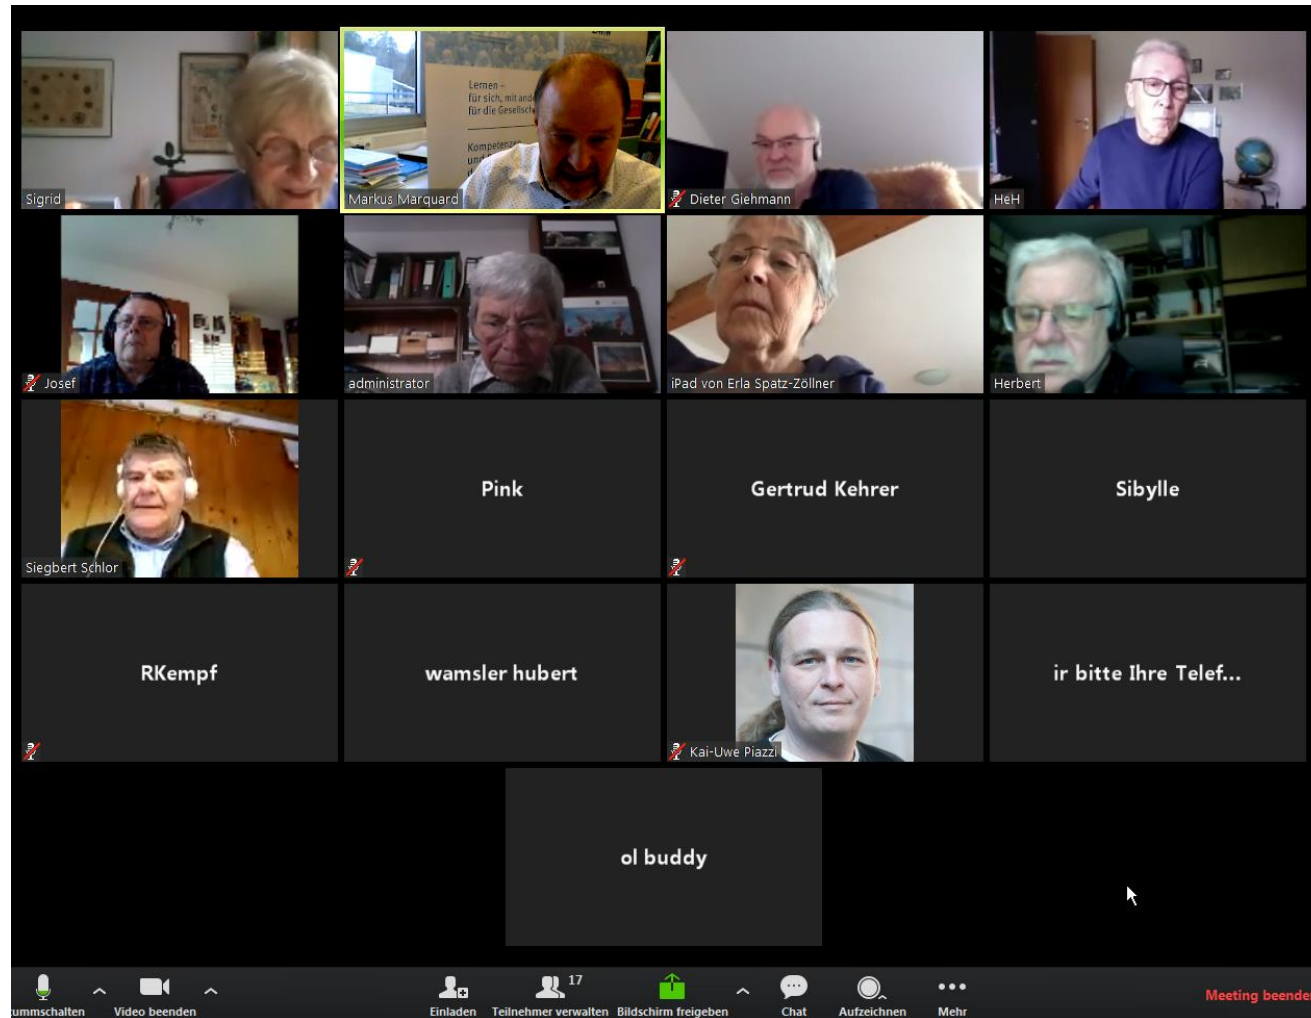 Lernen –
für sich, mit
für die
und
Sigrid
Markus Marquard
Dieter Giehmann
HeH
Josef
administrator
iPad von Erla Spatz-Zöllner
Herbert
Siegbert Schlor
Pink
Gertrud Kehrer
Sibylle
RKempf
wamsler hubert
Kai-Uwe Piazzi
ir bitte Ihre Telef...
ol buddy
17
ummschalten Video beenden Einladen Teilnehmer verwalten Bildschirm freigeben Chat Aufzeichnen Mehr Meeting beende